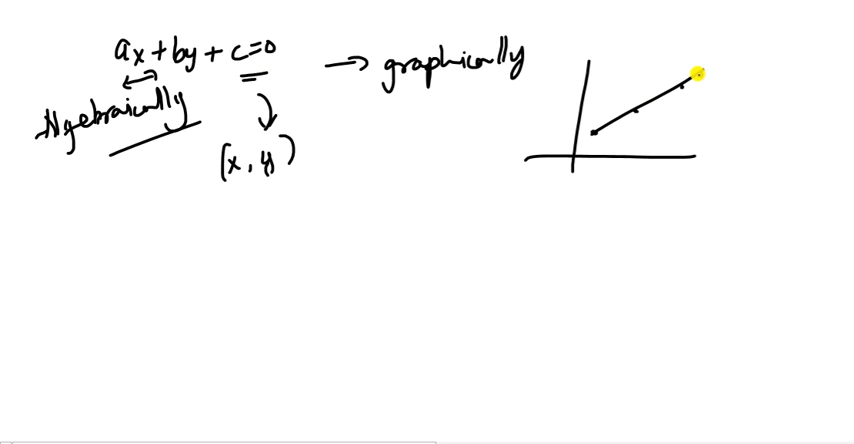 ax + by + c = 0 → graphically
Algebraically
(x, y)